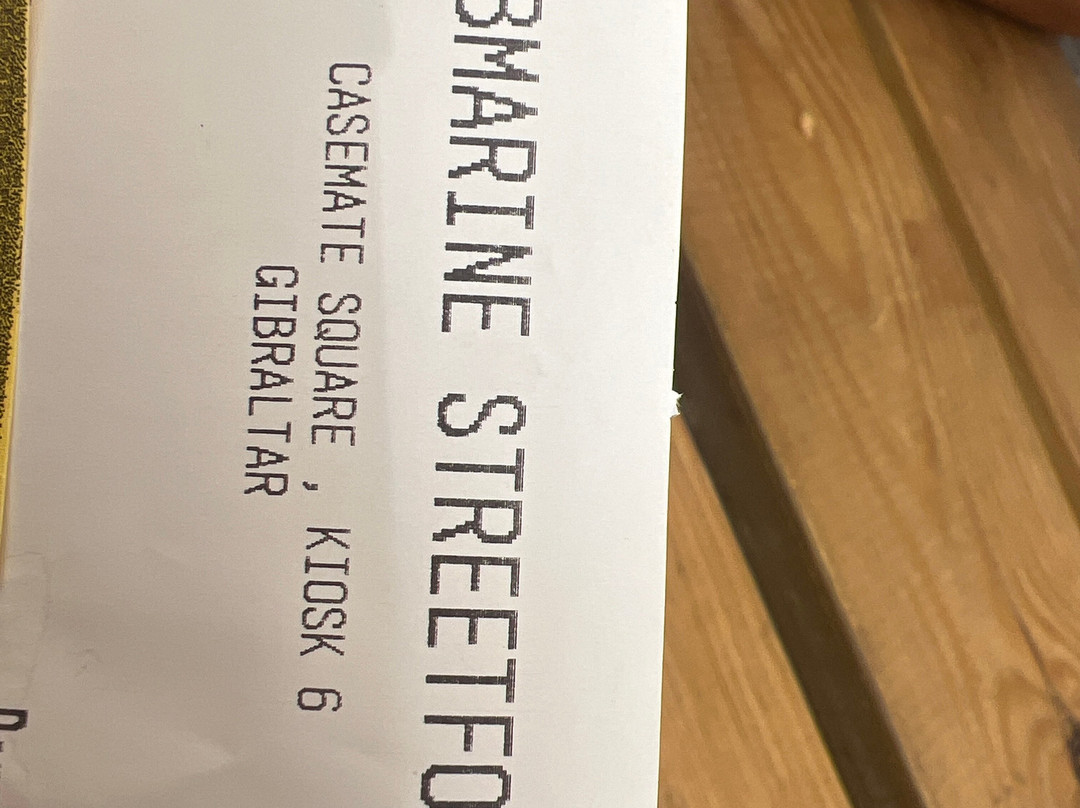 BMARINE STREETFO
CASEMATE SQUARE , KIOSK 6
GIBRALTAR